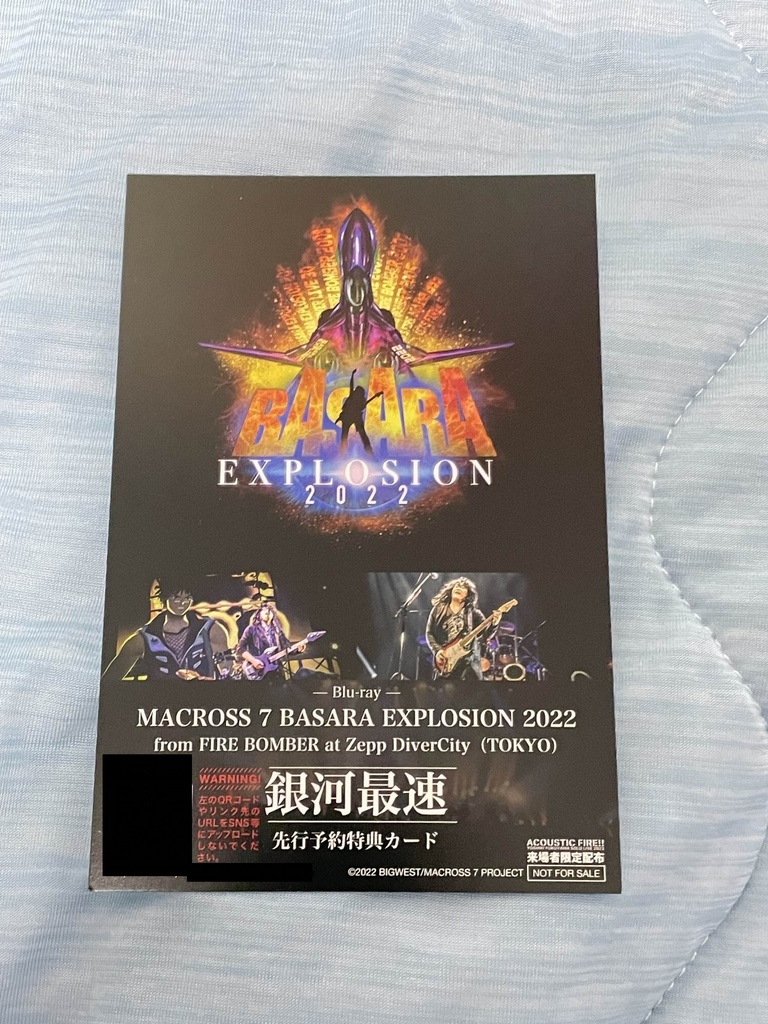 BASARA
EXPLOSION
2022
— Blu-ray —
MACROSS 7 BASARA EXPLOSION 2022
from FIRE BOMBER at Zepp DiverCity（TOKYO）
WARNING!
左のQRコード
やリンク先の
URLをSNS等
にアップロード
しないでくだ
さい。
銀河最速
先行予約特典カード
ACOUSTIC FIRE!!
来場者限定配布
©2022 BIGWEST/MACROSS 7 PROJECT
NOT FOR SALE